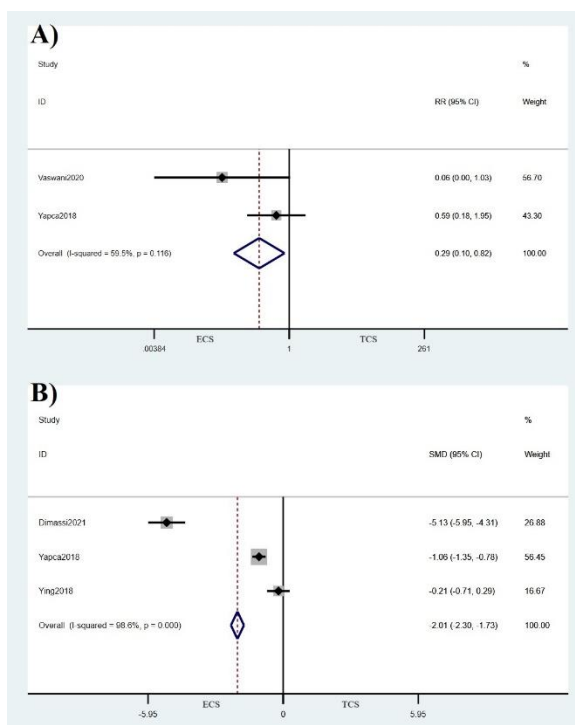 A)
Study %
ID RR (95% CI) Weight
Vaswani2020 0.06 (0.00, 1.03) 56.70
Yapca2018 0.59 (0.18, 1.95) 43.30
Overall (I-squared = 59.5%, p = 0.116) 0.29 (0.10, 0.82) 100.00
ECS TCS
.00384 1 261
B)
Study %
ID SMD (95% CI) Weight
Dimassi2021 -5.13 (-5.95, -4.31) 26.88
Yapca2018 -1.06 (-1.35, -0.78) 56.45
Ying2018 -0.21 (-0.71, 0.29) 16.67
Overall (I-squared = 98.6%, p = 0.000) -2.01 (-2.30, -1.73) 100.00
ECS TCS
-5.95 0 5.95